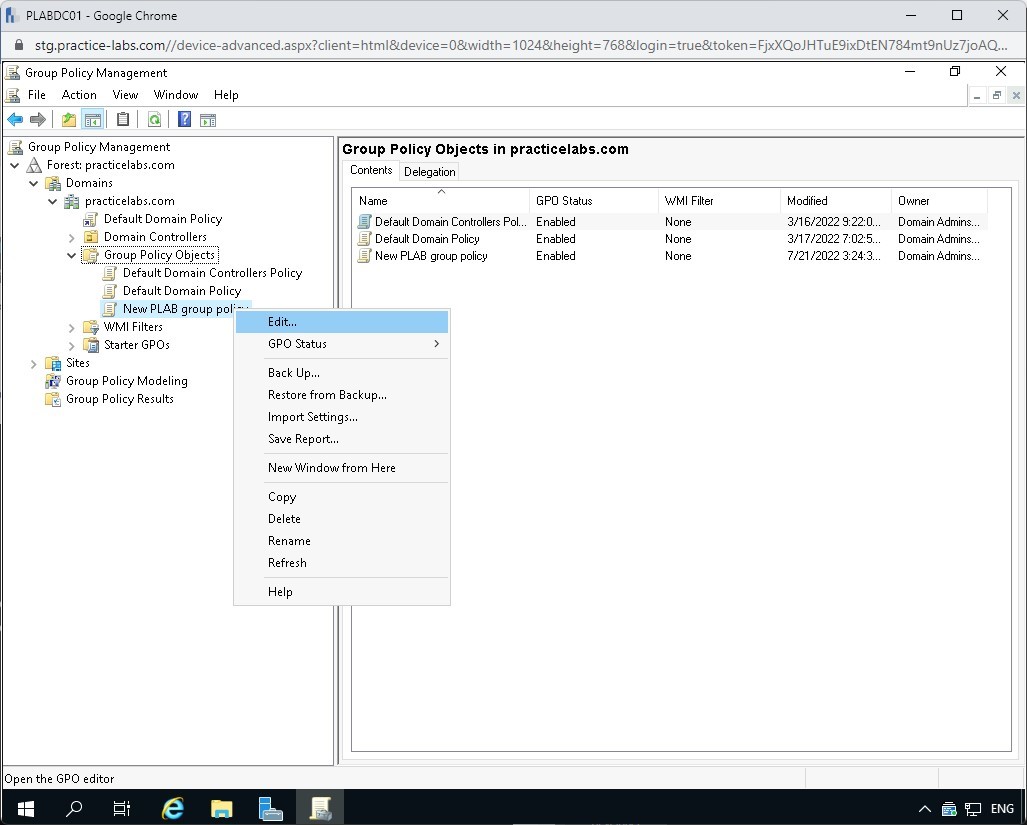 PLABDC01 - Google Chrome
stg.practice-labs.com//device-advanced.aspx?client=html&device=0&width=1024&height=768&login=true&token=FjxXQoJHTuE9ixDtEN784mt9nUz7joAQ...
Group Policy Management
File Action View Window Help
Group Policy Management
Forest: practicelabs.com
Domains
practicelabs.com
Default Domain Policy
Domain Controllers
Group Policy Objects
Default Domain Controllers Policy
Default Domain Policy
New PLAB group policy
WMI Filters
Starter GPOs
Sites
Group Policy Modeling
Group Policy Results
Edit...
GPO Status
Back Up...
Restore from Backup...
Import Settings...
Save Report...
New Window from Here
Copy
Delete
Rename
Refresh
Help
Group Policy Objects in practicelabs.com
Contents Delegation
Name GPO Status WMI Filter Modified Owner
Default Domain Controllers Pol... Enabled None 3/16/2022 9:22:0... Domain Admins...
Default Domain Policy Enabled None 3/17/2022 7:02:5... Domain Admins...
New PLAB group policy Enabled None 7/21/2022 3:24:3... Domain Admins...
Open the GPO editor
ENG